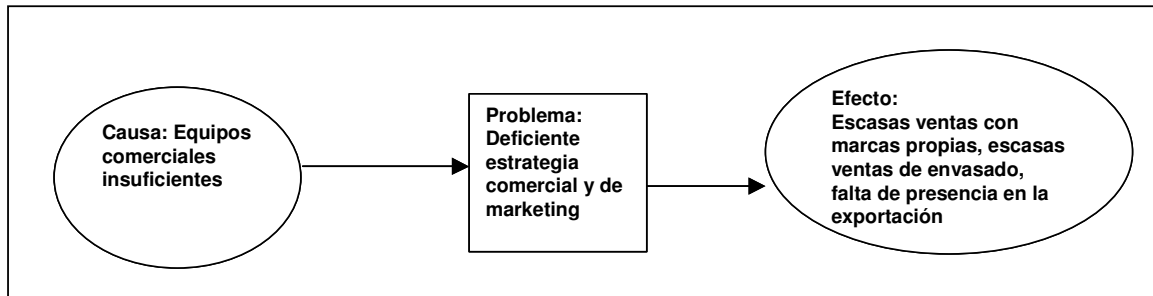 Causa: Equipos
comerciales
insuficientes
Problema:
Deficiente
estrategia
comercial y de
marketing
Efecto:
Escasas ventas con
marcas propias, escasas
ventas de envasado,
falta de presencia en la
exportación